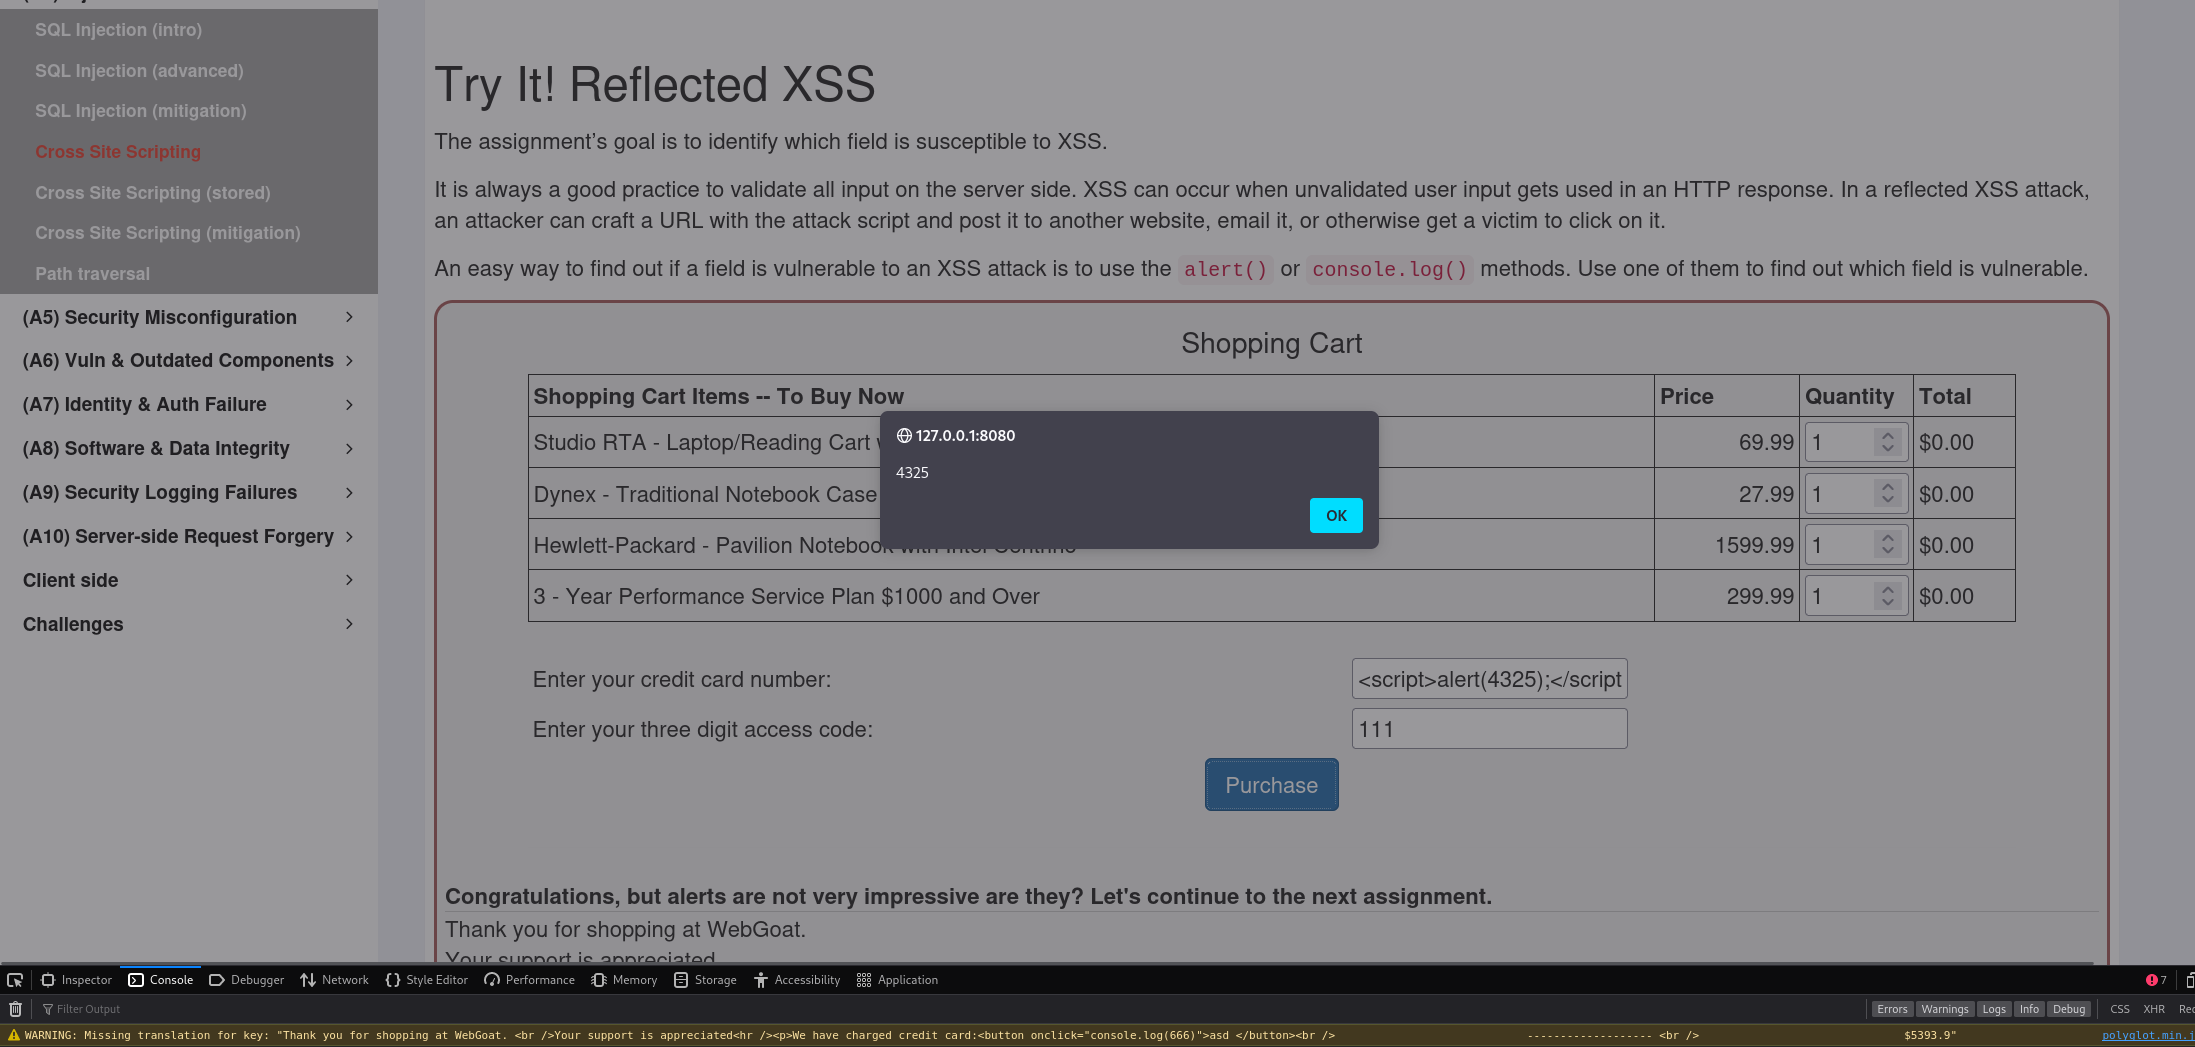 SQL Injection (intro)
SQL Injection (advanced)
SQL Injection (mitigation)
Cross Site Scripting
Cross Site Scripting (stored)
Cross Site Scripting (mitigation)
Path traversal
(A5) Security Misconfiguration
(A6) Vuln & Outdated Components
(A7) Identity & Auth Failure
(A8) Software & Data Integrity
(A9) Security Logging Failures
(A10) Server-side Request Forgery
Client side
Challenges
Try It! Reflected XSS
The assignment’s goal is to identify which field is susceptible to XSS.
It is always a good practice to validate all input on the server side. XSS can occur when unvalidated user input gets used in an HTTP response. In a reflected XSS attack,
an attacker can craft a URL with the attack script and post it to another website, email it, or otherwise get a victim to click on it.
An easy way to find out if a field is vulnerable to an XSS attack is to use the alert() or console.log() methods. Use one of them to find out which field is vulnerable.
Shopping Cart
Shopping Cart Items -- To Buy Now Price Quantity Total
Studio RTA - Laptop/Reading Cart 69.99 1 $0.00
Dynex - Traditional Notebook Case 27.99 1 $0.00
Hewlett-Packard - Pavilion Notebook with Intel Centrino 1599.99 1 $0.00
3 - Year Performance Service Plan $1000 and Over 299.99 1 $0.00
127.0.0.1:8080
4325
OK
Enter your credit card number: <script>alert(4325);</script
Enter your three digit access code: 111
Purchase
Congratulations, but alerts are not very impressive are they? Let's continue to the next assignment.
Thank you for shopping at WebGoat.
Your support is appreciated
Inspector Console Debugger Network Style Editor Performance Memory Storage Accessibility Application 7
Filter Output Errors Warnings Logs Info Debug CSS XHR
WARNING: Missing translation for key: "Thank you for shopping at WebGoat. <br />Your support is appreciated<hr /><p>We have charged credit card:<button onclick="console.log(666)">asd </button><br /> ------------------- <br /> $5393.9" polyglot.min.j